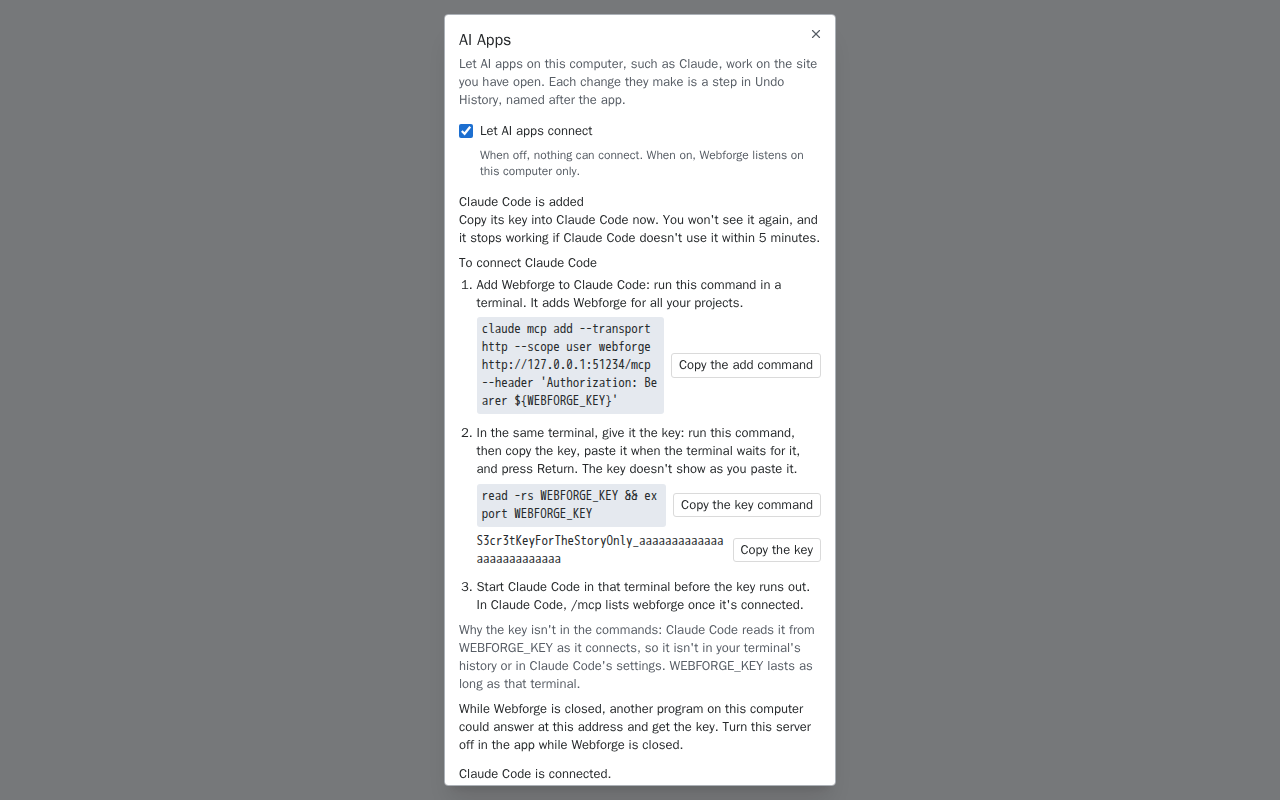 AI Apps
Let AI apps on this computer, such as Claude, work on the site
you have open. Each change they make is a step in Undo
History, named after the app.
Let AI apps connect
When off, nothing can connect. When on, Webforge listens on
this computer only.
Claude Code is added
Copy its key into Claude Code now. You won't see it again, and
it stops working if Claude Code doesn't use it within 5 minutes.
To connect Claude Code
1. Add Webforge to Claude Code: run this command in a
terminal. It adds Webforge for all your projects.
claude mcp add --transport
http --scope user webforge
http://127.0.0.1:51234/mcp
--header 'Authorization: Be
arer ${WEBFORGE_KEY}'
Copy the add command
2. In the same terminal, give it the key: run this command,
then copy the key, paste it when the terminal waits for it,
and press Return. The key doesn't show as you paste it.
read -rs WEBFORGE_KEY && ex
port WEBFORGE_KEY
Copy the key command
S3cr3tKeyForTheStoryOnly_aaaaaaaaaaaaa
aaaaaaaaaaaaa
Copy the key
3. Start Claude Code in that terminal before the key runs out.
In Claude Code, /mcp lists webforge once it's connected.
Why the key isn't in the commands: Claude Code reads it from
WEBFORGE_KEY as it connects, so it isn't in your terminal's
history or in Claude Code's settings. WEBFORGE_KEY lasts as
long as that terminal.
While Webforge is closed, another program on this computer
could answer at this address and get the key. Turn this server
off in the app while Webforge is closed.
Claude Code is connected.